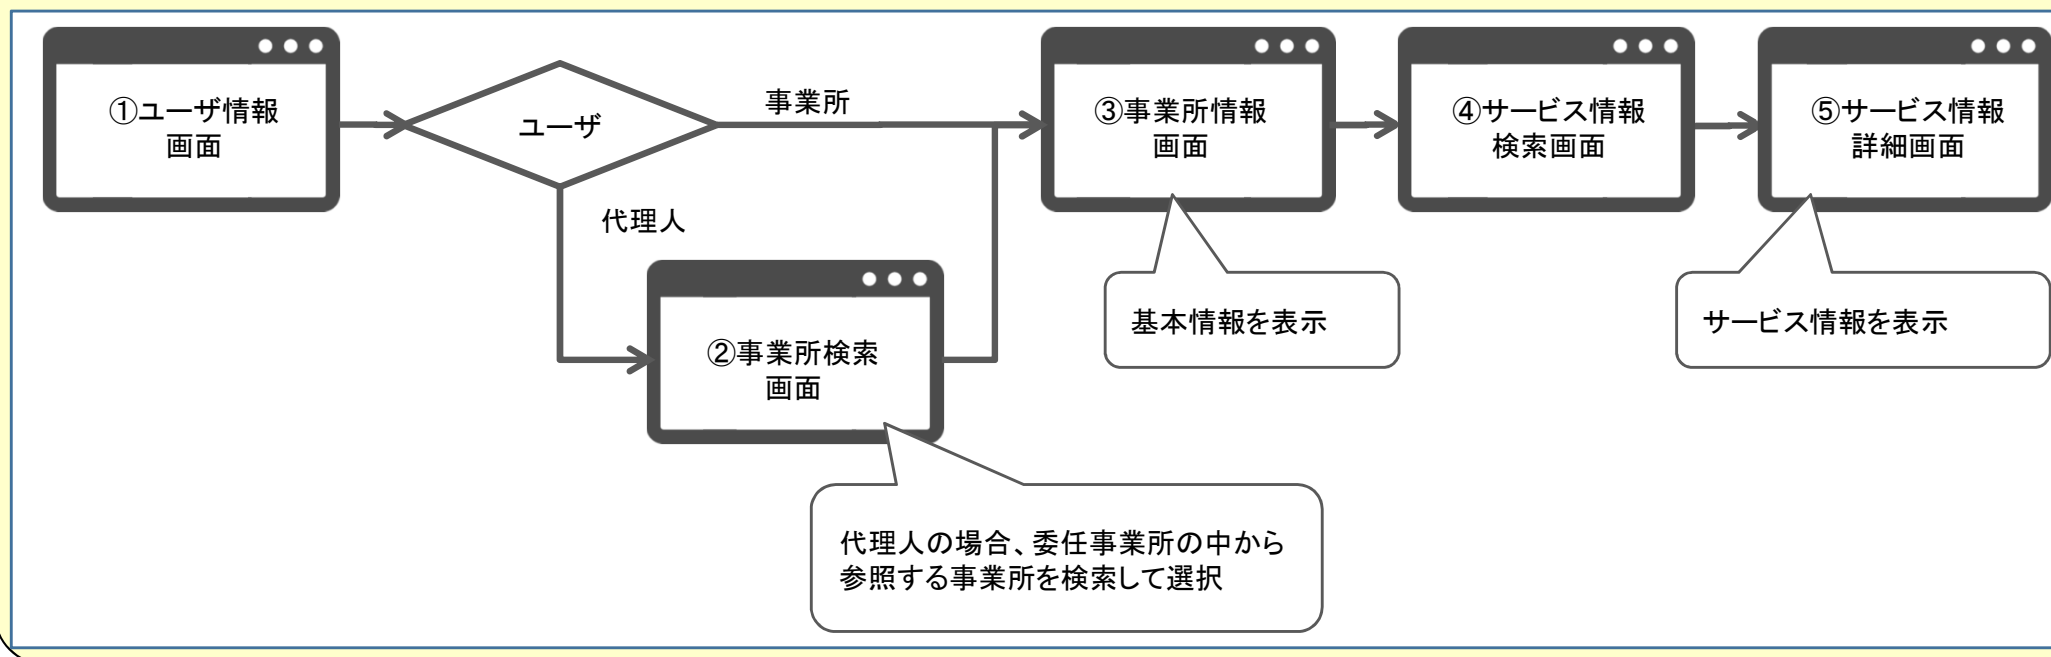 ①ユーザ情報
画面
ユーザ
事業所
代理人
②事業所検索
画面
代理人の場合、委任事業所の中から
参照する事業所を検索して選択
③事業所情報
画面
基本情報を表示
④サービス情報
検索画面
⑤サービス情報
詳細画面
サービス情報を表示